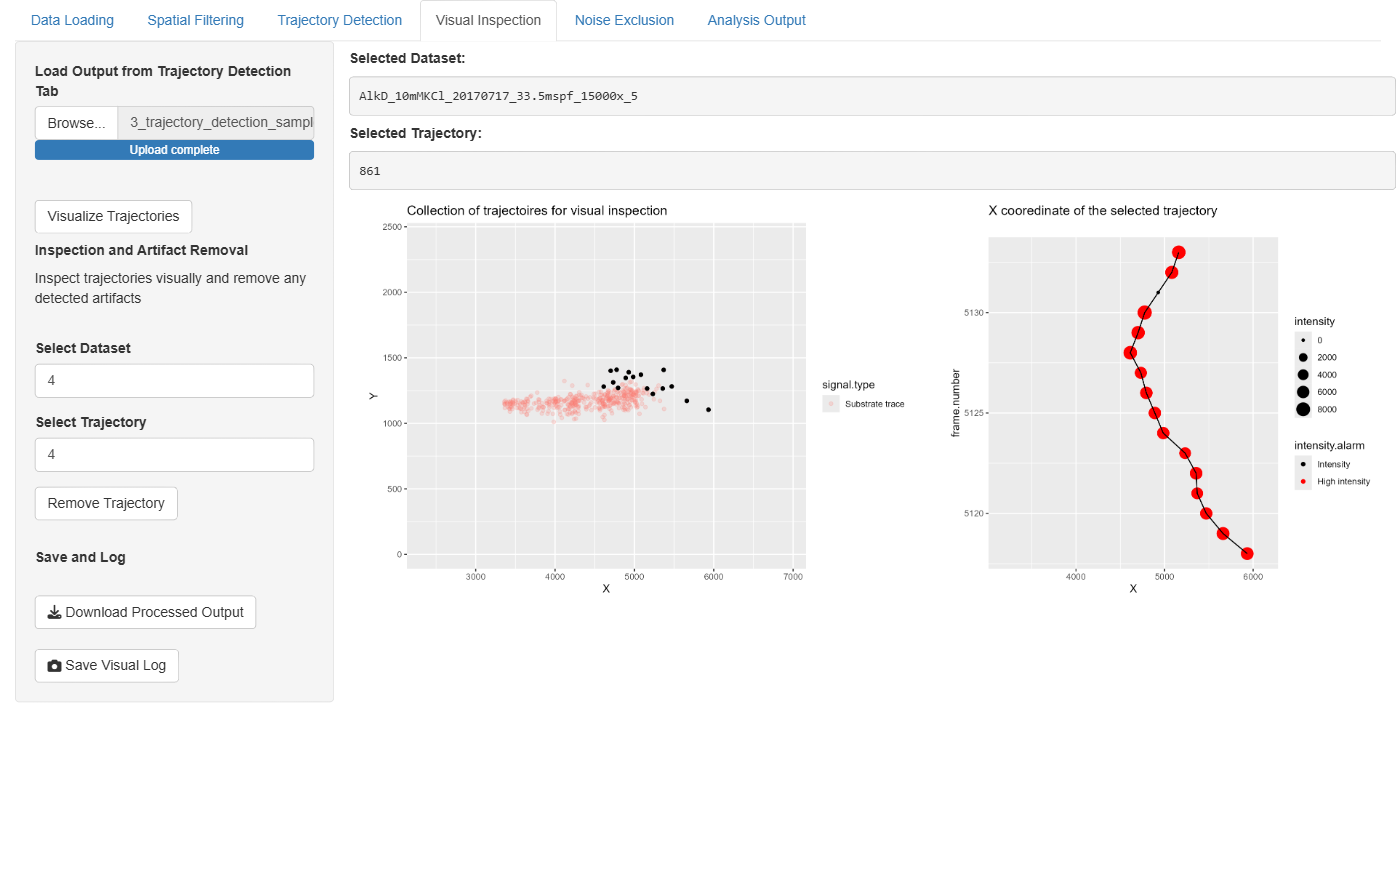 Data Loading Spatial Filtering Trajectory Detection Visual Inspection Noise Exclusion Analysis Output
Load Output from Trajectory Detection
Tab
Browse... 3_trajectory_detection_sampl
Upload complete
Visualize Trajectories
Inspection and Artifact Removal
Inspect trajectories visually and remove any
detected artifacts
Select Dataset
4
Select Trajectory
4
Remove Trajectory
Save and Log
Download Processed Output
Save Visual Log
Selected Dataset:
AlkD_10mMKCl_20170717_33.5mspf_15000x_5
Selected Trajectory:
861
Collection of trajectoires for visual inspection
2500
2000
1500
1000
500
0
Y
3000 4000 5000 6000 7000
X
signal.type
Substrate trace
X cooredinate of the selected trajectory
5130
5125
5120
frame.number
4000 5000 6000
X
intensity
0
2000
4000
6000
8000
intensity.alarm
Intensity
High intensity